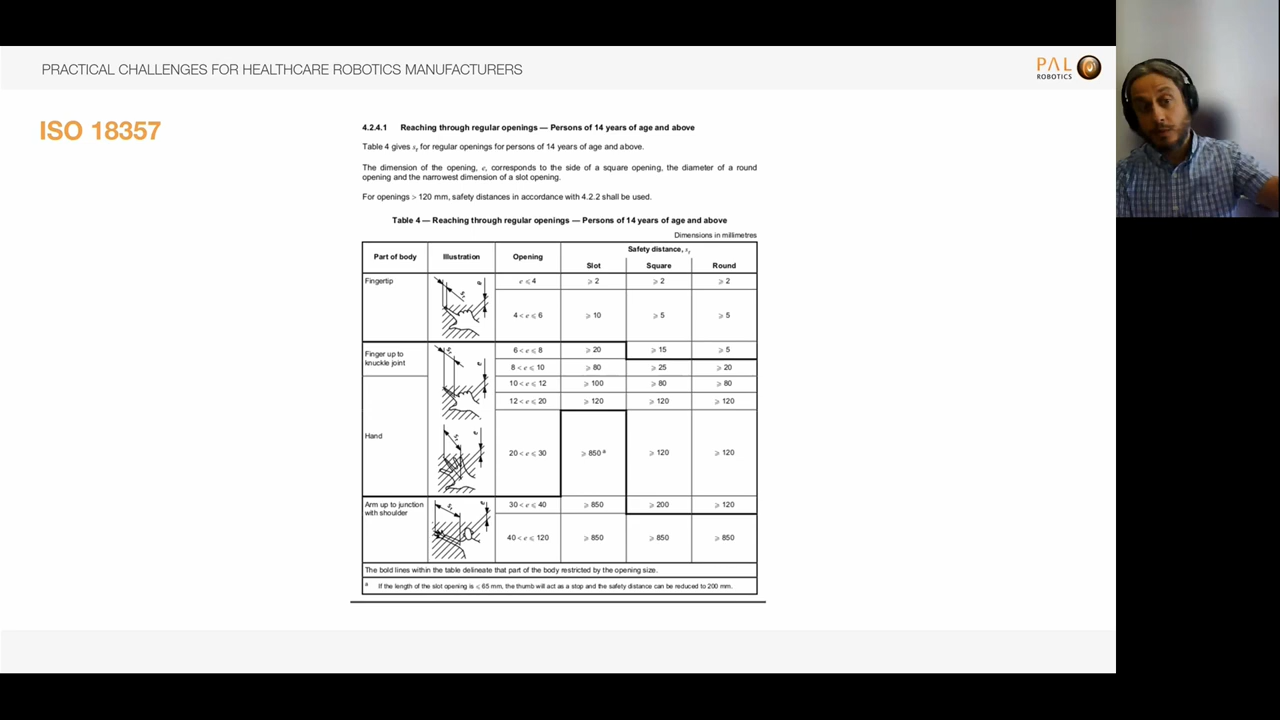 PRACTICAL CHALLENGES FOR HEALTHCARE ROBOTICS MANUFACTURERS
PAL
ROBOTICS
ISO 18357
4.2.4.1 Reaching through regular openings — Persons of 14 years of age and above
Table 4 gives sr for regular openings for persons of 14 years of age and above.
The dimension of the opening, e, corresponds to the side of a square opening, the diameter of a round
opening and the narrowest dimension of a slot opening.
For openings > 120 mm, safety distances in accordance with 4.2.2 shall be used.
Table 4 — Reaching through regular openings — Persons of 14 years of age and above
Dimensions in millimetres
Part of body Illustration Opening Safety distance, sr
Slot Square Round
Fingertip e ⩽ 4 ⩾ 2 ⩾ 2 ⩾ 2
4 < e ⩽ 6 ⩾ 10 ⩾ 5 ⩾ 5
Finger up to
knuckle joint
6 < e ⩽ 8 ⩾ 20 ⩾ 15 ⩾ 5
8 < e ⩽ 10 ⩾ 80 ⩾ 25 ⩾ 20
10 < e ⩽ 12 ⩾ 100 ⩾ 80 ⩾ 80
12 < e ⩽ 20 ⩾ 120 ⩾ 120 ⩾ 120
Hand
20 < e ⩽ 30 ⩾ 850 a ⩾ 120 ⩾ 120
Arm up to junction
with shoulder
30 < e ⩽ 40 ⩾ 850 ⩾ 200 ⩾ 120
40 < e ⩽ 120 ⩾ 850 ⩾ 850 ⩾ 850
The bold lines within the table delineate that part of the body restricted by the opening size.
a If the length of the slot opening is ⩽ 65 mm, the thumb will act as a stop and the safety distance can be reduced to 200 mm.